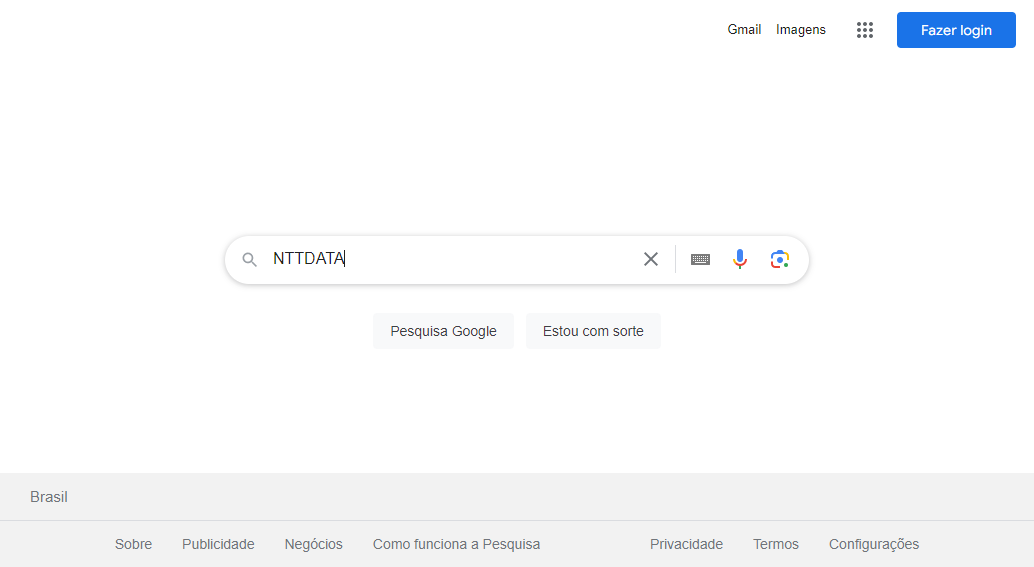 Gmail Imagens Fazer login
NTTDATA
Pesquisa Google Estou com sorte
Brasil
Sobre Publicidade Negócios Como funciona a Pesquisa Privacidade Termos Configurações